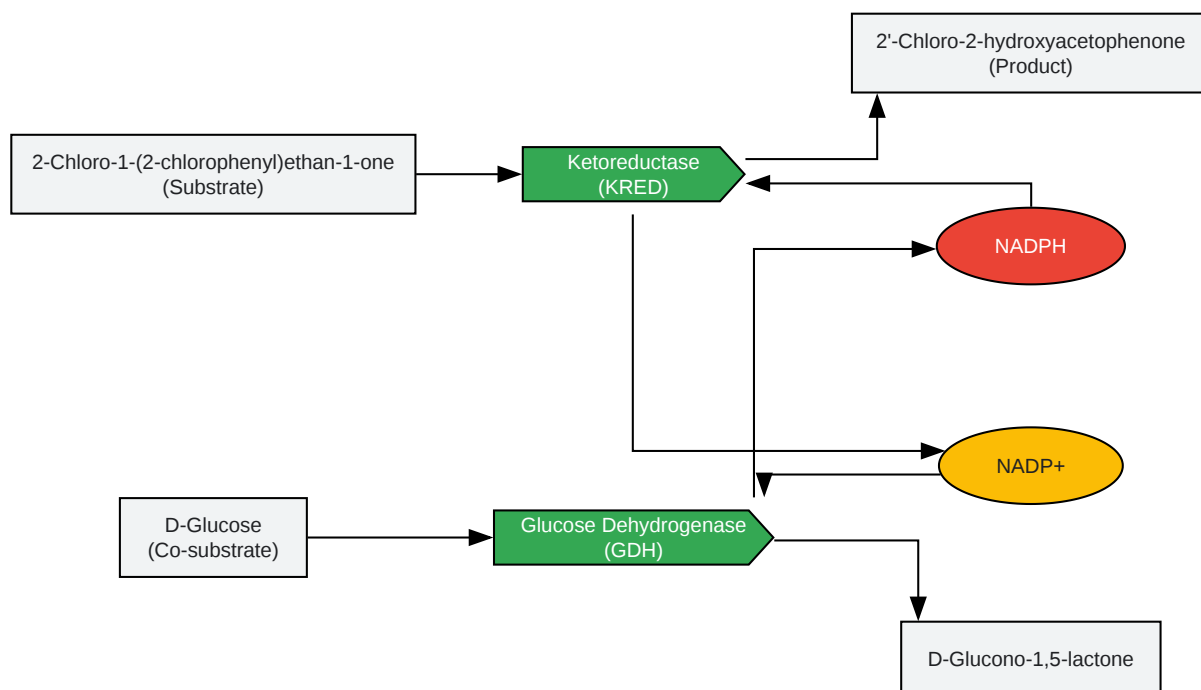 2'-Chloro-2-hydroxyacetophenone
(Product)
2-Chloro-1-(2-chlorophenyl)ethan-1-one
(Substrate)
Ketoreductase
(KRED)
NADPH
NADP+
D-Glucose
(Co-substrate)
Glucose Dehydrogenase
(GDH)
D-Glucono-1,5-lactone